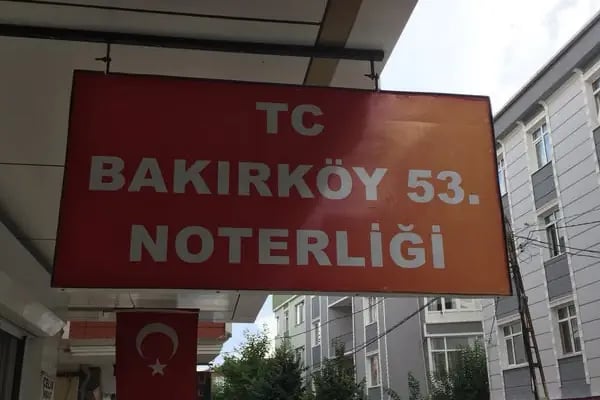 TC
BAKIRKÖY 53.
NOTERLİĞİ